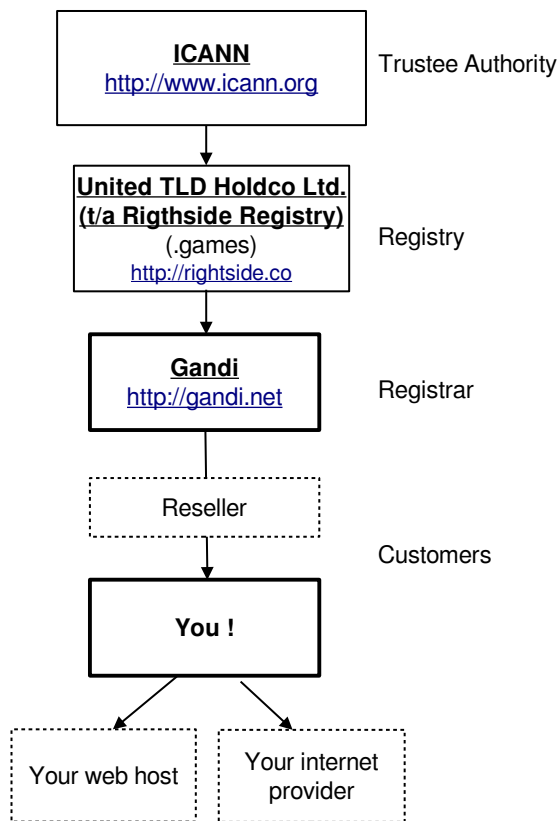 ICANN
http://www.icann.org
Trustee Authority
United TLD Holdco Ltd.
(t/a Rigthside Registry)
(.games)
http://rightside.co
Registry
Gandi
http://gandi.net
Registrar
Reseller
Customers
You !
Your web host
Your internet
provider